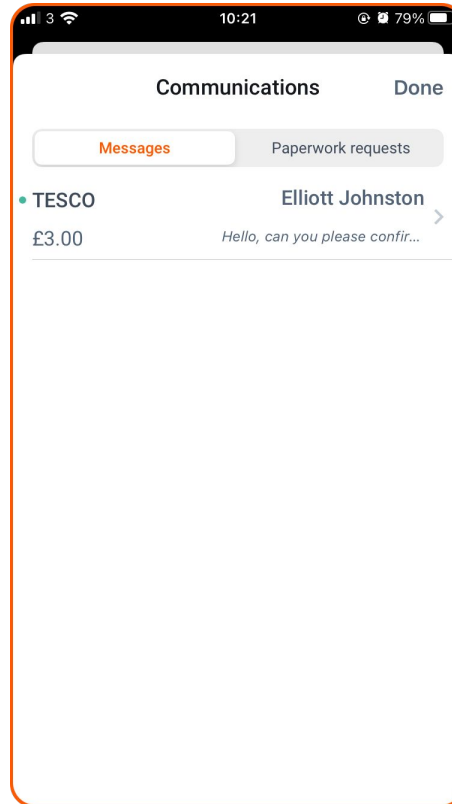 3 10:21 79%
Communications Done
Messages Paperwork requests
TESCO Elliott Johnston
£3.00 Hello, can you please confir...